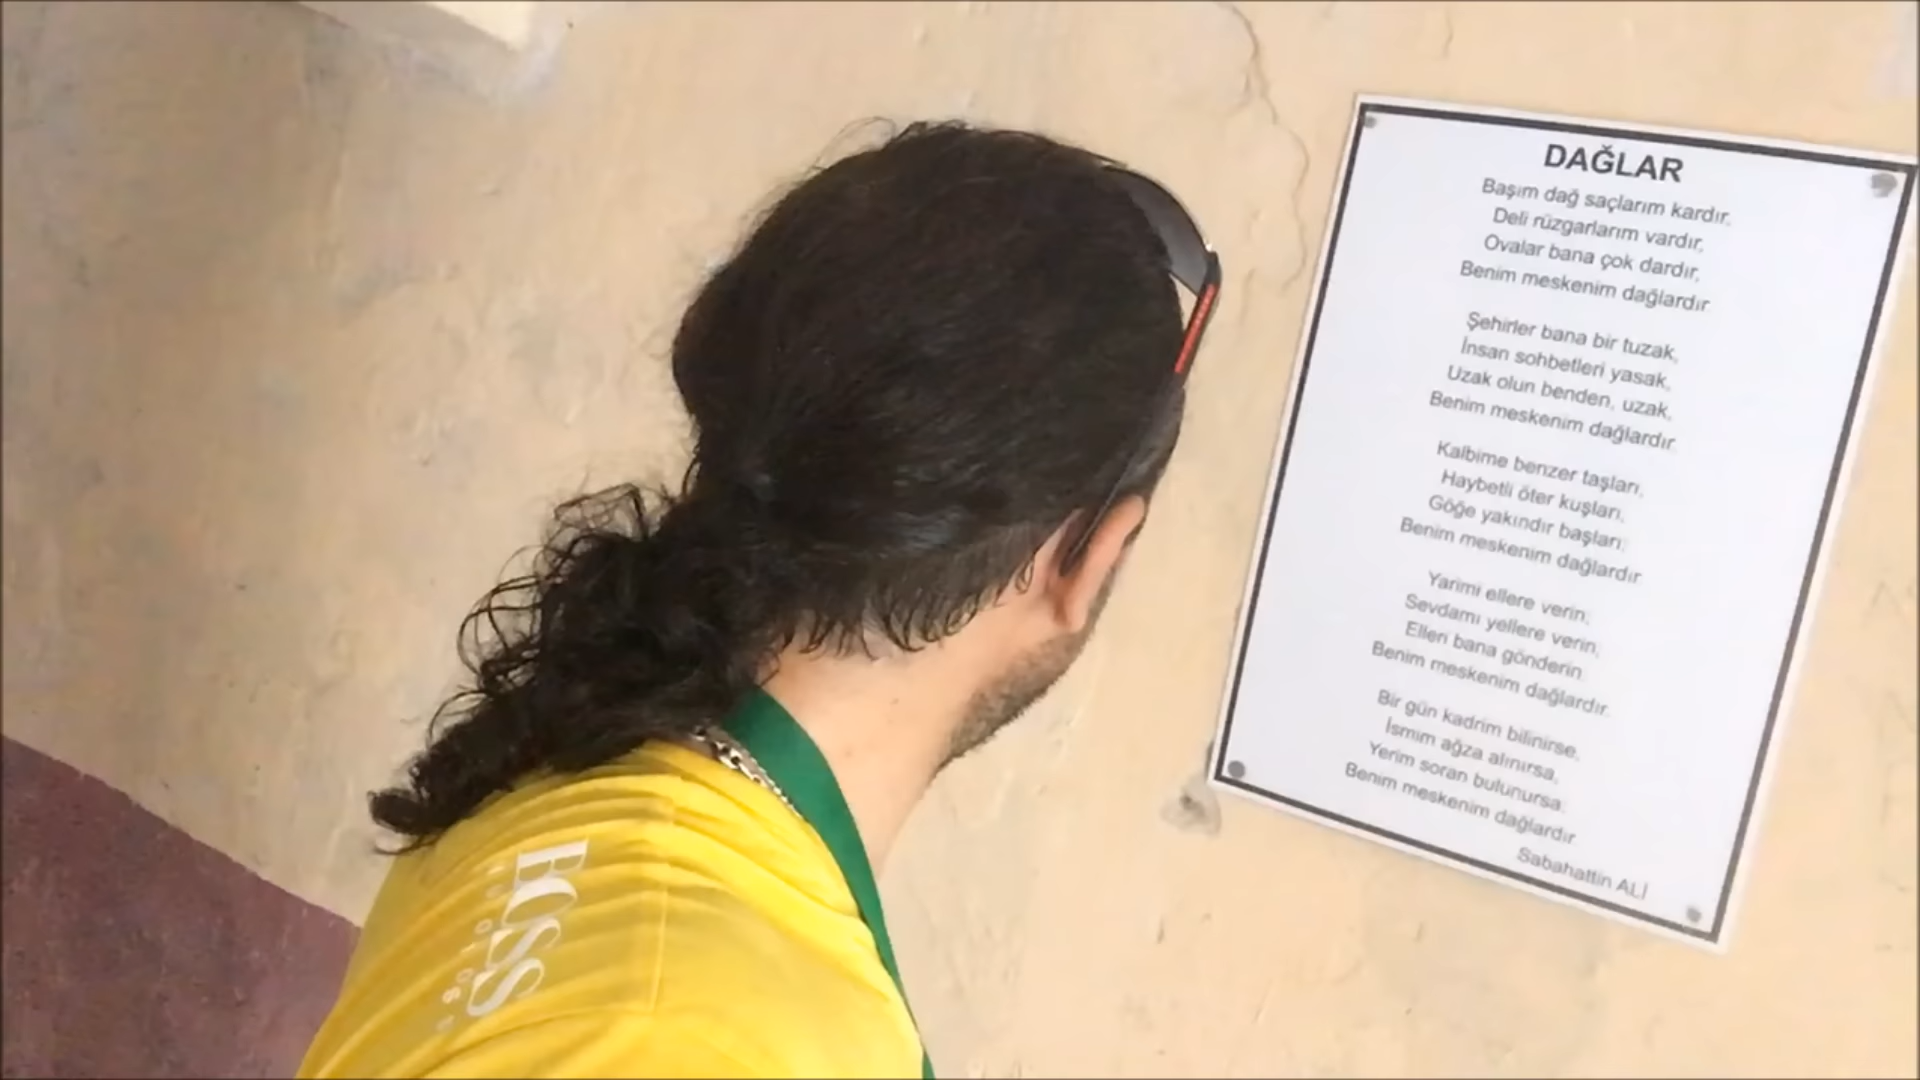 DAĞLAR
Başım dağ saçlarım kardır,
Deli rüzgarlarım vardır,
Ovalar bana çok dardır,
Benim meskenim dağlardır.
Şehirler bana bir tuzak,
İnsan sohbetleri yasak,
Uzak olun benden, uzak,
Benim meskenim dağlardır.
Kalbime benzer taşları,
Haybetli öter kuşları,
Göğe yakındır başları;
Benim meskenim dağlardır
Yarimi ellere verin;
Sevdamı yellere verin;
Elleri bana gönderin
Benim meskenim dağlardır.
Bir gün kadrim bilinirse,
İsmim ağza alınırsa,
Yerim soran bulunursa;
Benim meskenim dağlardır
Sabahattin ALİ
BOSS